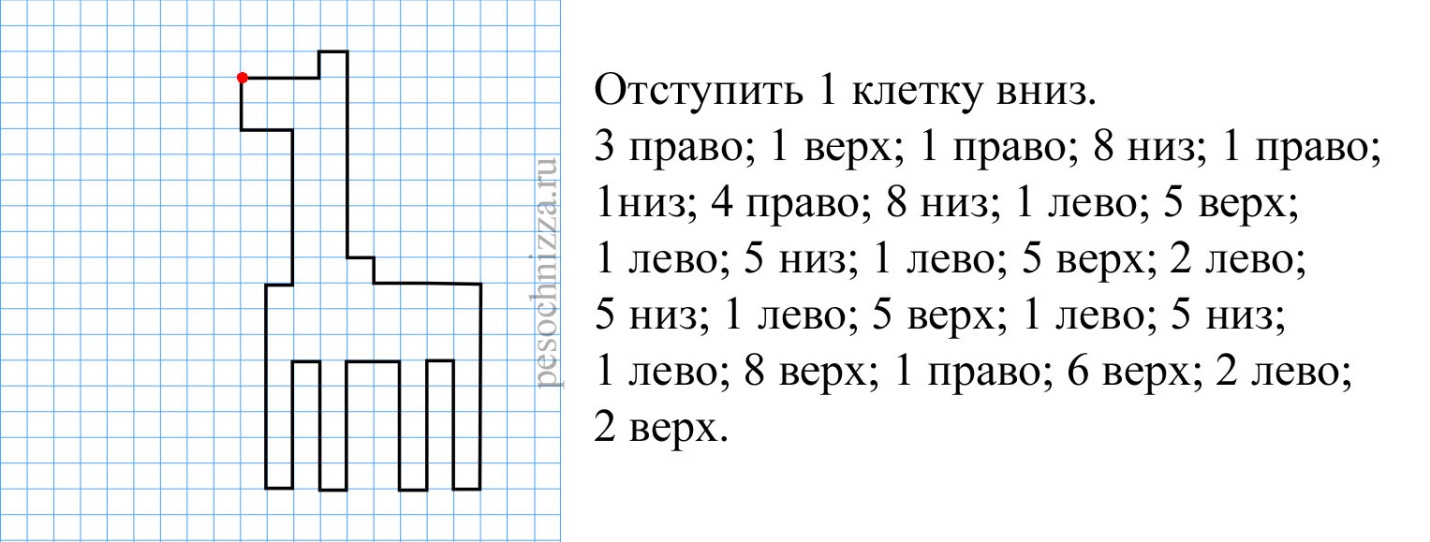 Отступить 1 клетку вниз.
3 право; 1 верх; 1 право; 8 низ; 1 право;
1низ; 4 право; 8 низ; 1 лево; 5 верх;
1 лево; 5 низ; 1 лево; 5 верх; 2 лево;
5 низ; 1 лево; 5 верх; 1 лево; 5 низ;
1 лево; 8 верх; 1 право; 6 верх; 2 лево;
2 верх.
pesochnizza.ru